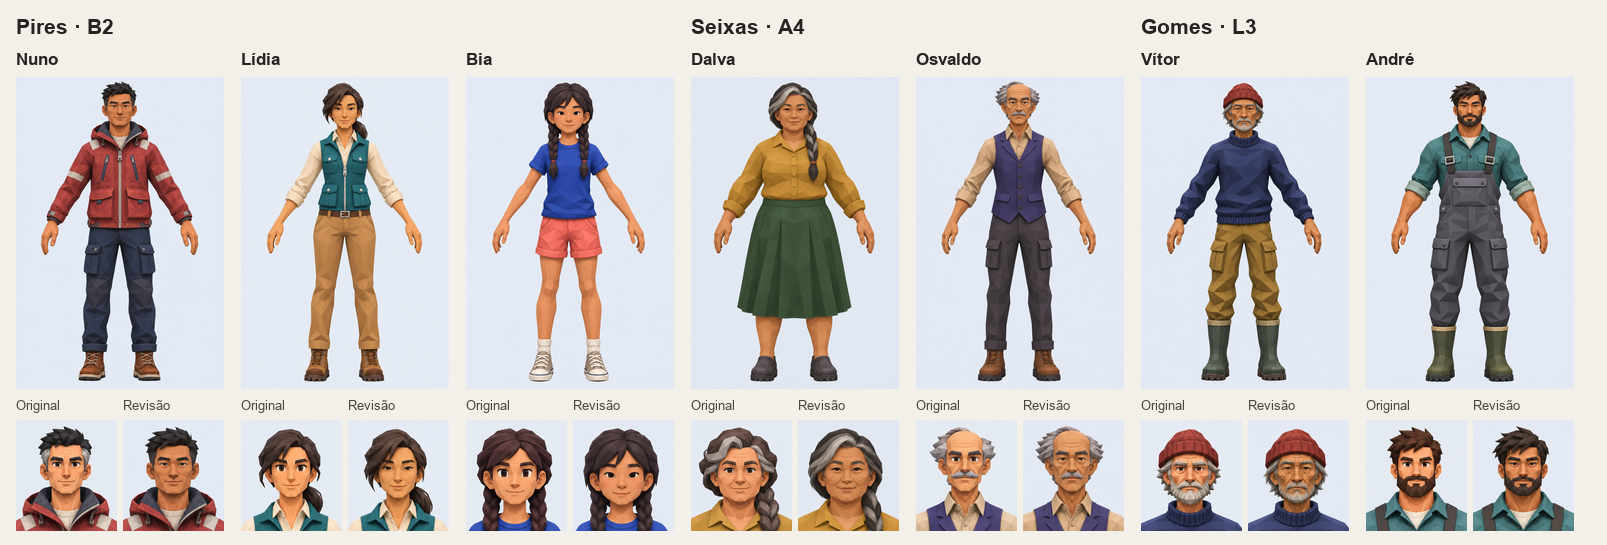 Pires · B2
Seixas · A4
Gomes · L3
Nuno
Lídia
Bia
Dalva
Osvaldo
Vítor
André
Original
Revisão
Original
Revisão
Original
Revisão
Original
Revisão
Original
Revisão
Original
Revisão
Original
Revisão